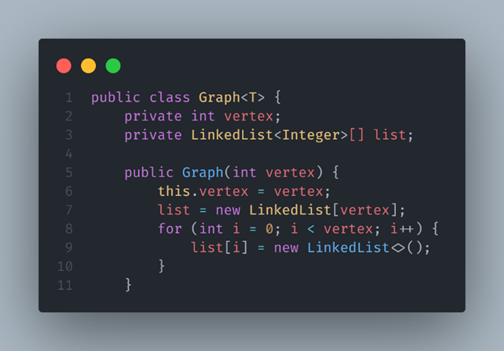 1 public class Graph<T> {
2     private int vertex;
3     private LinkedList<Integer>[] list;
4
5     public Graph(int vertex) {
6         this.vertex = vertex;
7         list = new LinkedList[vertex];
8         for (int i = 0; i < vertex; i++) {
9             list[i] = new LinkedList<>();
10         }
11     }